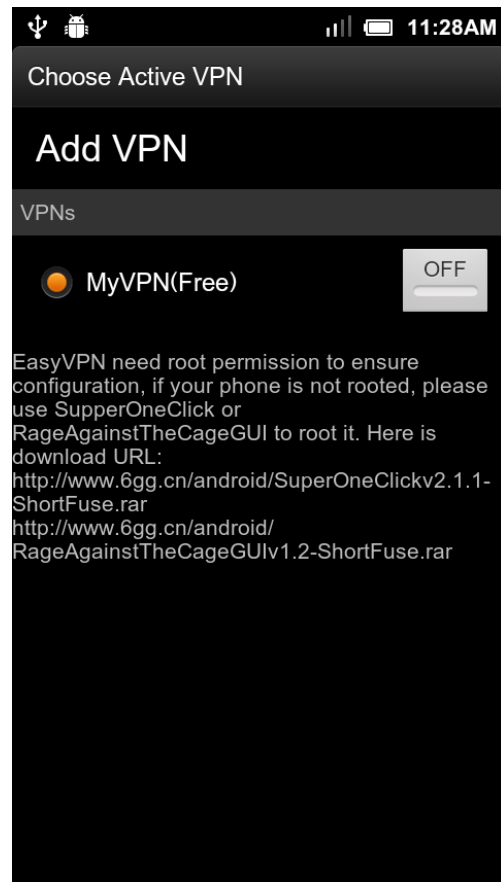 11:28AM
Choose Active VPN
Add VPN
VPNs
MyVPN(Free)
OFF
EasyVPN need root permission to ensure
configuration, if your phone is not rooted, please
use SupperOneClick or
RageAgainstTheCageGUI to root it. Here is
download URL:
http://www.6gg.cn/android/SuperOneClickv2.1.1-
ShortFuse.rar
http://www.6gg.cn/android/
RageAgainstTheCageGUIv1.2-ShortFuse.rar